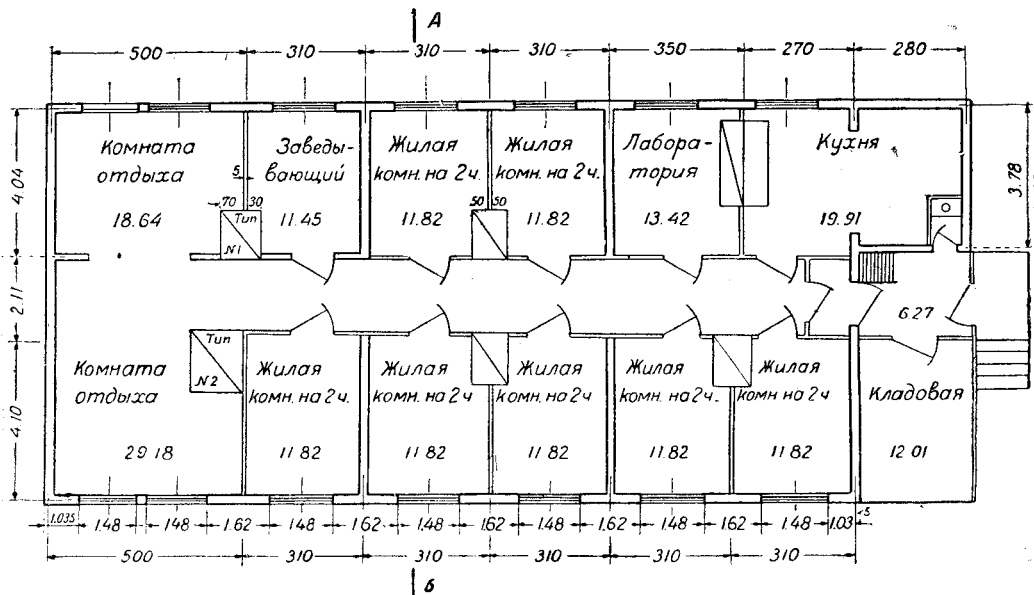 А
500 310 310 310 350 270 280
Комната
отдыха
18.64
Заведы-
вающий
11.45
Жилая
комн. на 2ч.
11.82
Жилая
комн. на 2ч.
11.82
Лабора-
тория
13.42
Кухня
19.91
5
70 30
Тип
N1
50 50
4.04
3.78
2.11
6.27
Комната
отдыха
29.18
Тип
N2
Жилая
комн. на 2ч.
11.82
Жилая
комн. на 2ч
11.82
Жилая
комн. на 2ч.
11.82
Жилая
комн. на 2ч.
11.82
Жилая
комн на 2ч
11.82
Кладовая
12.01
4.10
1.035 1.48 1.48 1.62 1.48 1.62 1.48 1.62 1.48 1.62 1.48 1.62 1.48 1.03 5
500 310 310 310 310 310
б